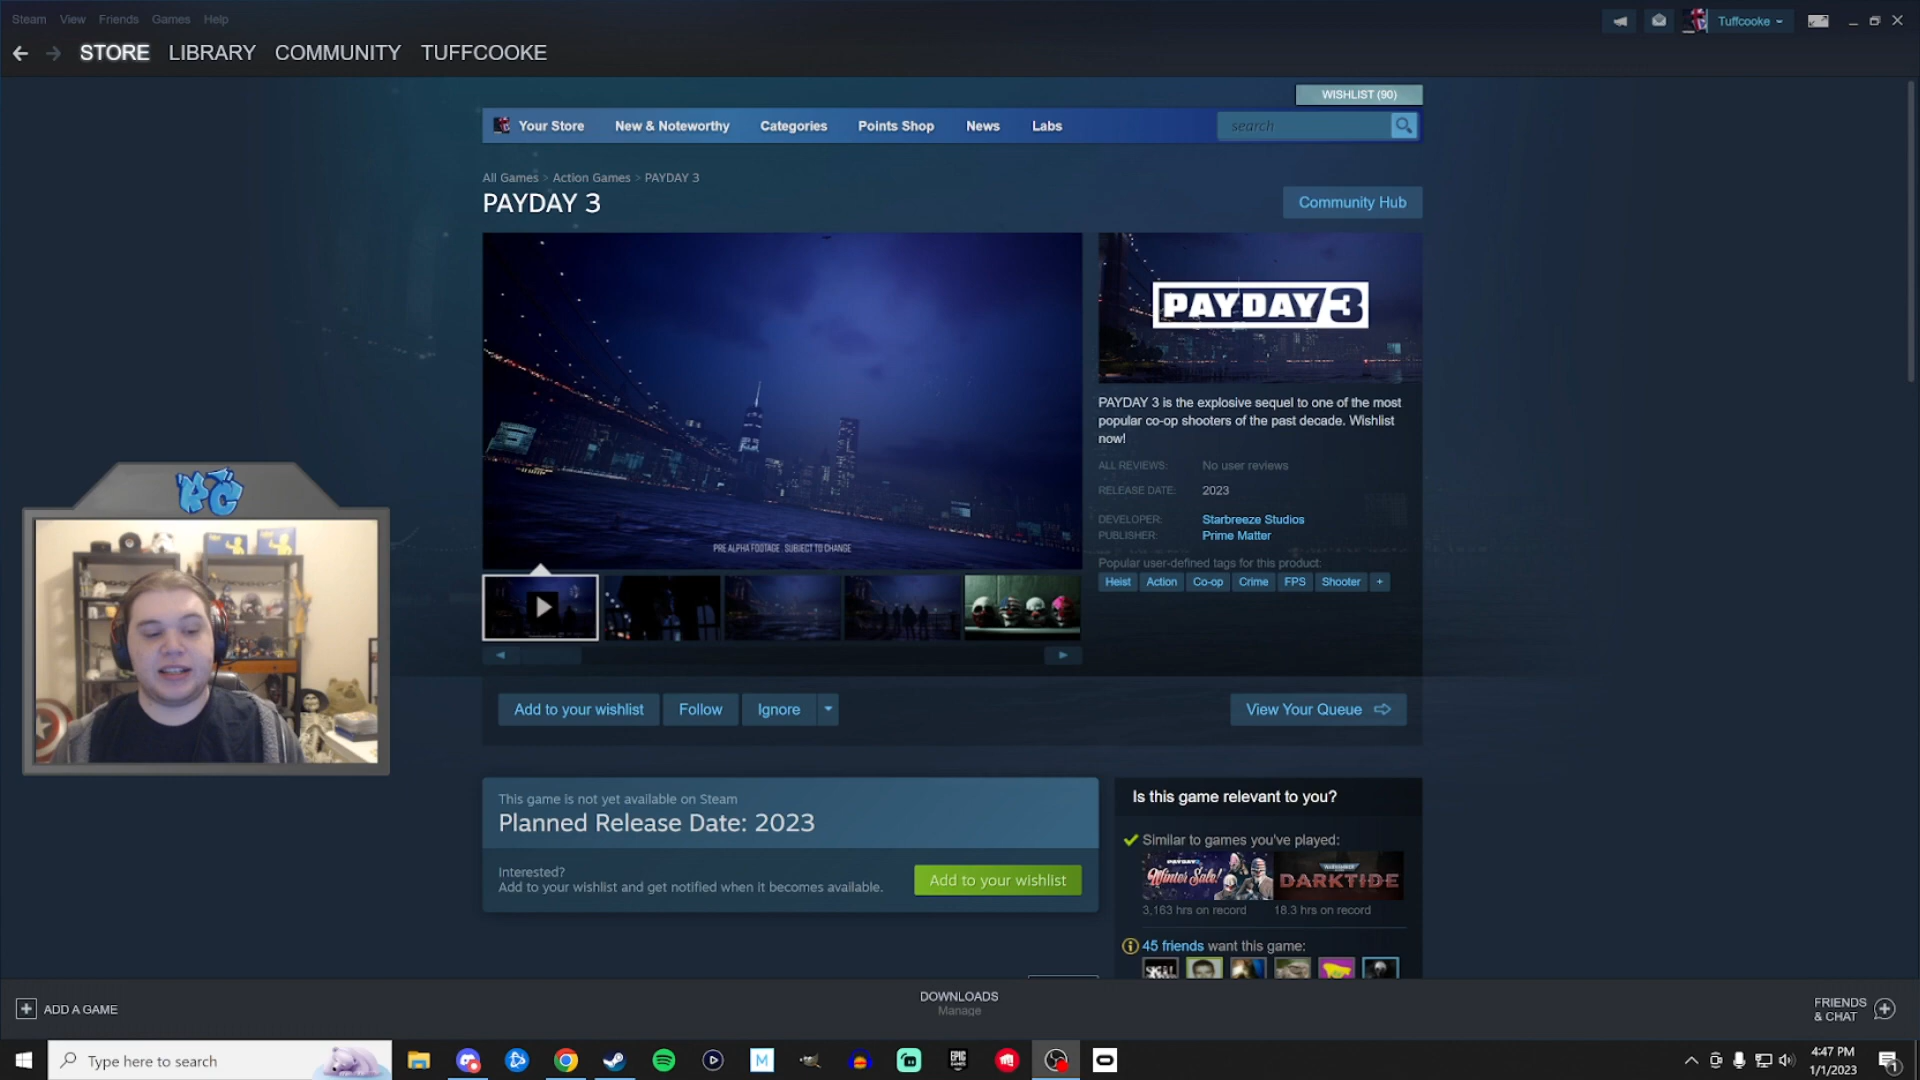 Steam View Friends Games Help
Tuffcooke
STORE LIBRARY COMMUNITY TUFFCOOKE
WISHLIST (90)
Your Store New & Noteworthy Categories Points Shop News Labs
search
All Games > Action Games > PAYDAY 3
PAYDAY 3
Community Hub
PAYDAY 3
PAYDAY 3 is the explosive sequel to one of the most
popular co-op shooters of the past decade. Wishlist
now!
ALL REVIEWS: No user reviews
RELEASE DATE: 2023
DEVELOPER: Starbreeze Studios
PUBLISHER: Prime Matter
Popular user-defined tags for this product:
Heist Action Co-op Crime FPS Shooter +
PRE ALPHA FOOTAGE SUBJECT TO CHANGE
PC
Add to your wishlist Follow Ignore
View Your Queue
This game is not yet available on Steam
Planned Release Date: 2023
Interested?
Add to your wishlist and get notified when it becomes available.
Add to your wishlist
Is this game relevant to you?
Similar to games you've played:
PAYDAY 2
Winter Sale!
DARKTIDE
3,163 hrs on record 18.3 hrs on record
45 friends want this game:
ADD A GAME
DOWNLOADS
Manage
FRIENDS
& CHAT
Type here to search
M
EPIC
GAMES
4:47 PM
1/1/2023
1